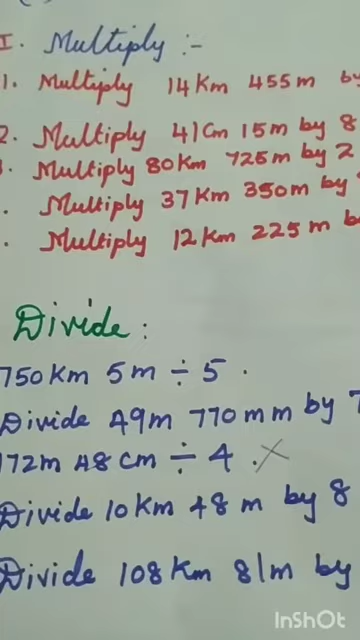 I. Multiply :-
1. Multiply 14 Km 455 m by
2. Multiply 41 Cm 15 m by 8
. Multiply 80 Km 725 m by 2
. Multiply 37 Km 350 m by
. Multiply 12 Km 225 m by
Divide :
750 Km 5 m ÷ 5 .
Divide 49 m 770 mm by 7
172 m 48 cm ÷ 4 .
Divide 10 Km 48 m by 8
Divide 108 Km 81 m by
InShOt